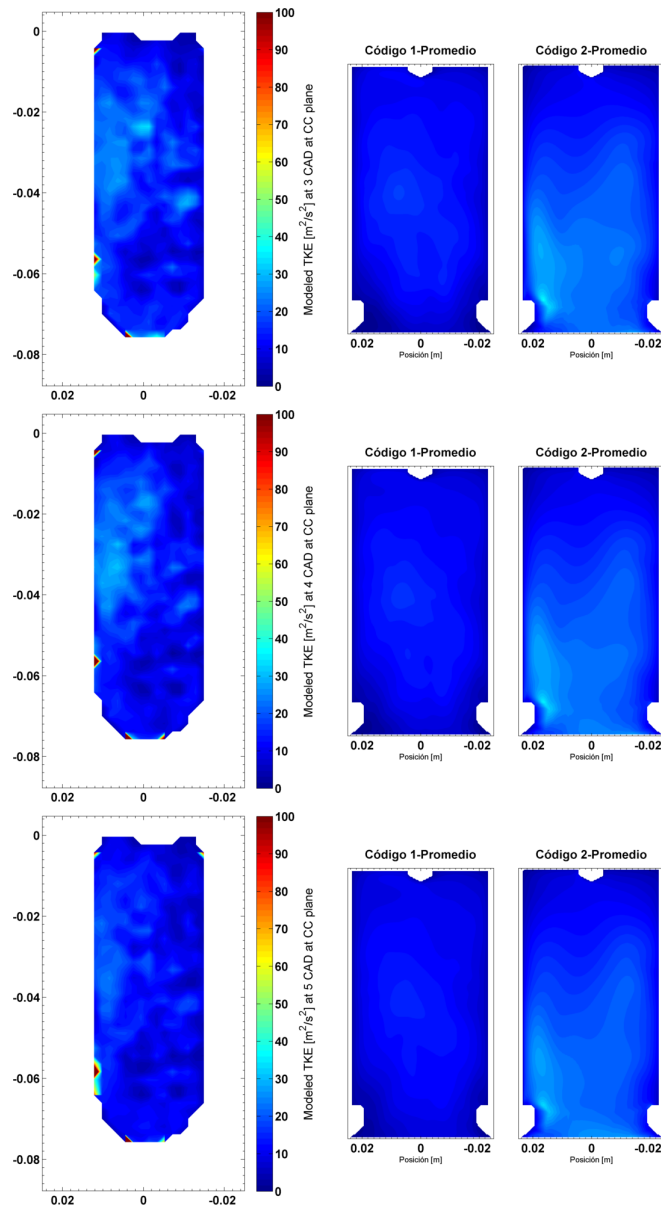 0
-0.02
-0.04
-0.06
-0.08
0.02 0 -0.02
100
90
80
70
60
50
40
30
20
10
0
Modeled TKE [m²/s²] at 3 CAD at CC plane
Código 1-Promedio
0.02 0 -0.02
Posición [m]
Código 2-Promedio
0.02 0 -0.02
Posición [m]
0
-0.02
-0.04
-0.06
-0.08
0.02 0 -0.02
100
90
80
70
60
50
40
30
20
10
0
Modeled TKE [m²/s²] at 4 CAD at CC plane
Código 1-Promedio
0.02 0 -0.02
Posición [m]
Código 2-Promedio
0.02 0 -0.02
Posición [m]
0
-0.02
-0.04
-0.06
-0.08
0.02 0 -0.02
100
90
80
70
60
50
40
30
20
10
0
Modeled TKE [m²/s²] at 5 CAD at CC plane
Código 1-Promedio
0.02 0 -0.02
Posición [m]
Código 2-Promedio
0.02 0 -0.02
Posición [m]